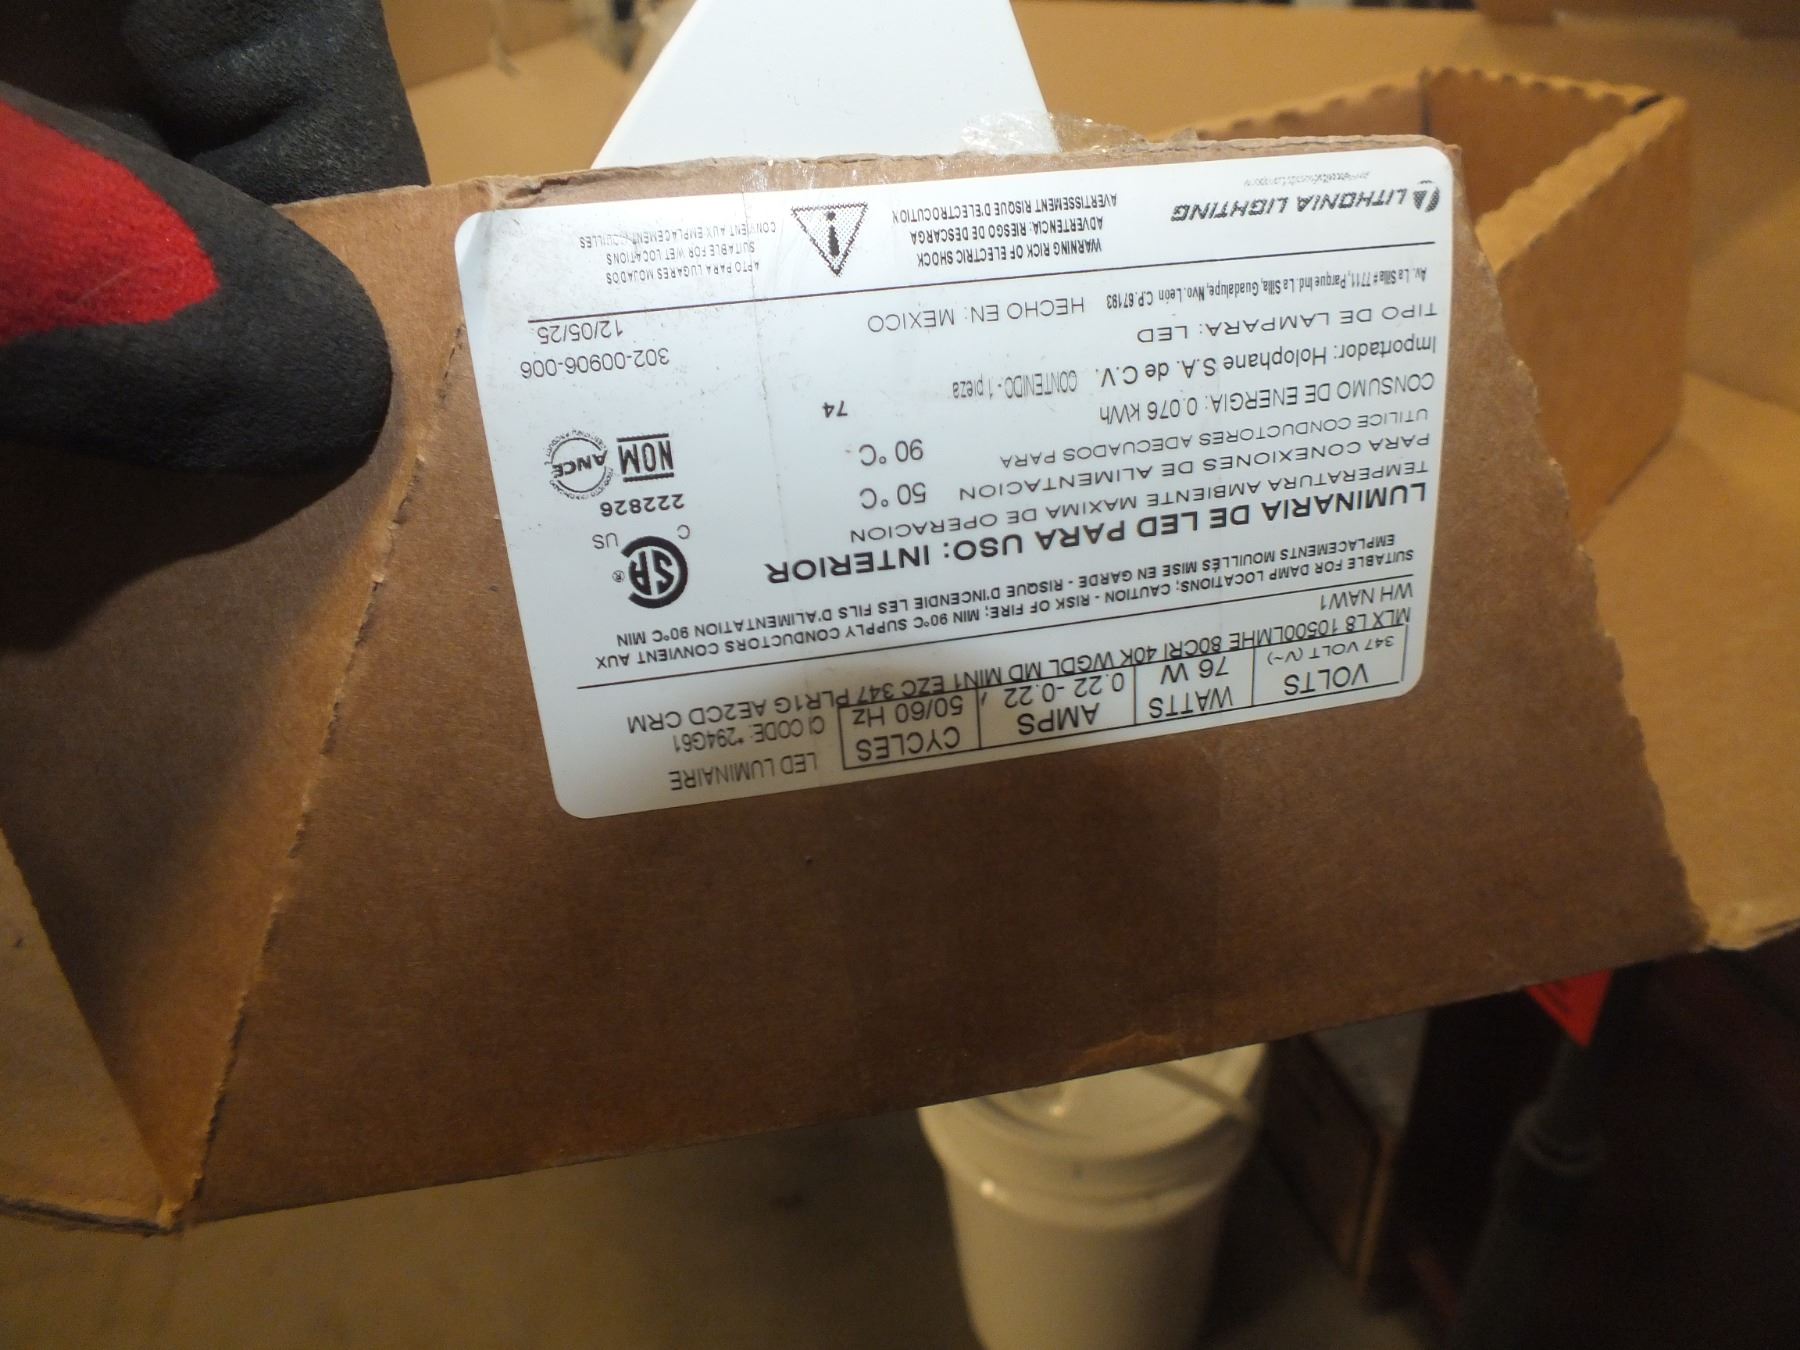 VOLTS WATTS AMPS CYCLES LED LUMINAIRE
347 VOLT (V~) 76 W 0.22 -0.22 50/60 Hz CI CODE: *294G61
MLX L8 10500LMHE 80CRI 40K WGDL MD MIN1 EZC 347 PLR1G AE2CD CRM
WH NAW1
SUITABLE FOR DAMP LOCATIONS; CAUTION - RISK OF FIRE; MIN 90°C SUPPLY CONDUCTORS CONVIENT AUX
EMPLACEMENTS MOUILLÉS MISE EN GARDE - RISQUE D'INCENDIE LES FILS D'ALIMENTATION 90°C MIN
LUMINARIA DE LED PARA USO: INTERIOR
TEMPERATURA AMBIENTE MAXIMA DE OPERACION 50 °C
PARA CONEXIONES DE ALIMENTACION
UTILICE CONDUCTORES ADECUADOS PARA 90 °C.
CONSUMO DE ENERGIA: 0.076 kWh 74
Importador: Holophane S.A. de C.V. CONTENIDO - 1 pieza
TIPO DE LAMPARA: LED
Av. La Silla # 7711, Parque Ind. La Silla, Guadalupe, Nvo. León C.P. 67193 HECHO EN: MEXICO
C SA ® US
222826
NOM ANCE
302-00906-006
12/05/25
LITHONIA LIGHTING
WARNING RICK OF ELECTRIC SHOCK
ADVERTENCIA: RIESGO DE DESCARGA
AVERTISSEMENT RISQUE D'ELECTROCUTION
APTO PARA LUGARES MOJADOS
SUITABLE FOR WET LOCATIONS
CONVIENT AUX EMPLACEMENT MOUILLES